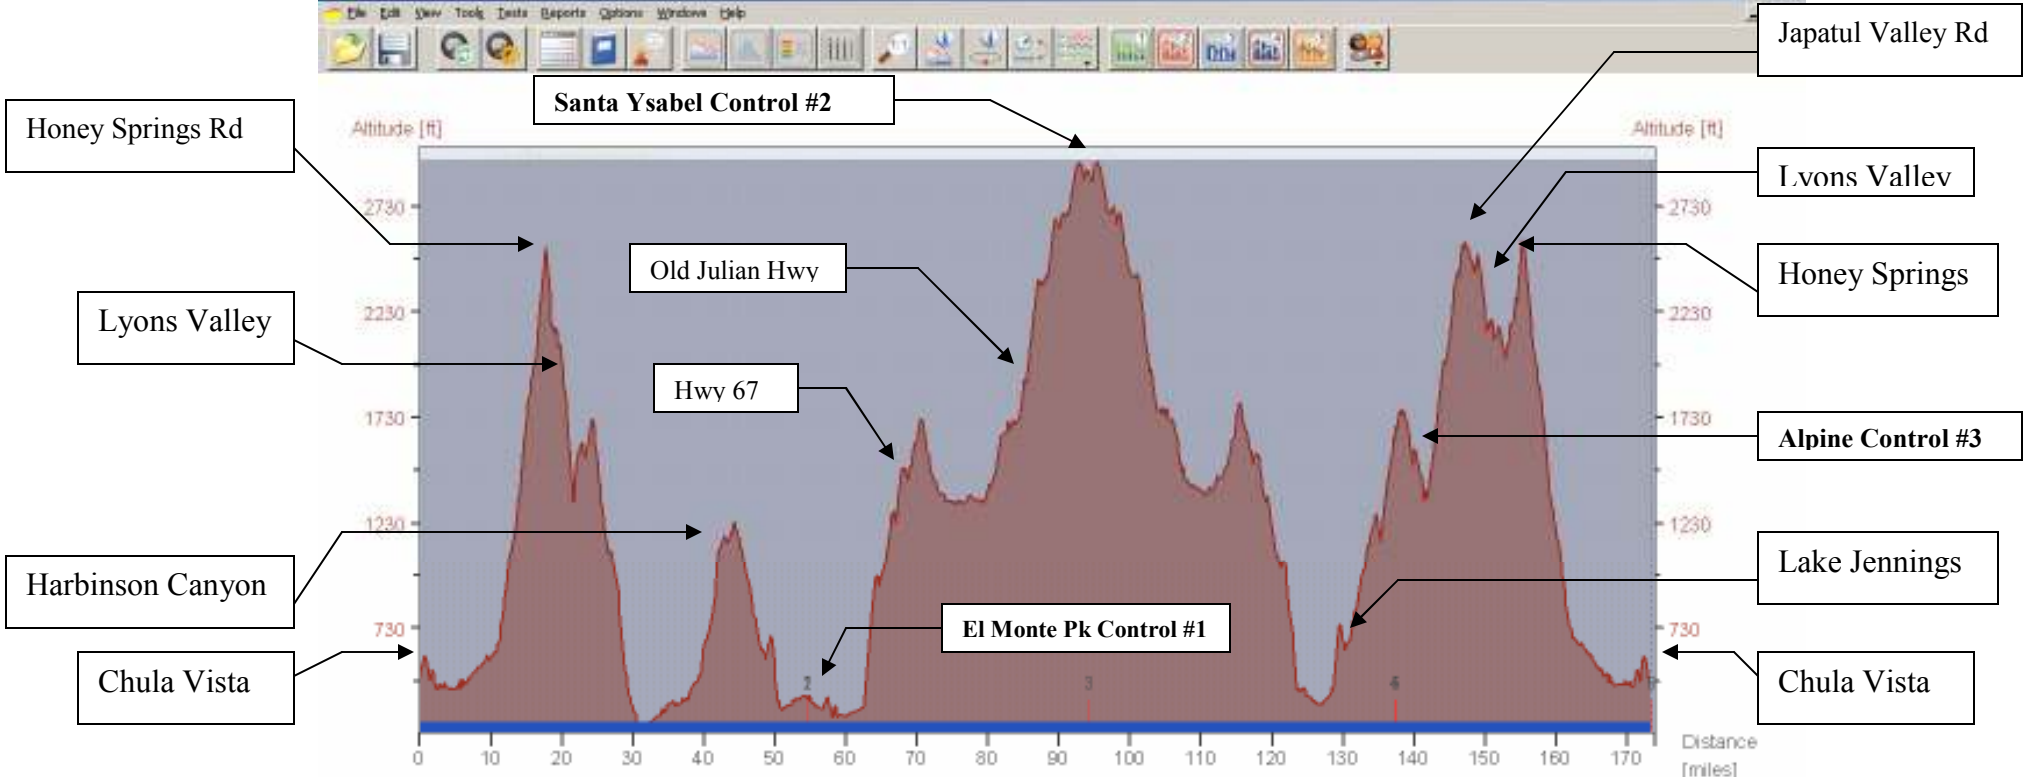 File Edit View Tools Tests Reports Options Windows Help
Japatul Valley Rd
Santa Ysabel Control #2
Honey Springs Rd
Altitude [ft]
Altitude [ft]
Lyons Valley
2730
2730
Old Julian Hwy
Honey Springs
Lyons Valley
2230
2230
Hwy 67
1730
1730
Alpine Control #3
1230
1230
Harbinson Canyon
Lake Jennings
730
El Monte Pk Control #1
730
Chula Vista
2
3
Chula Vista
0 10 20 30 40 50 60 70 80 90 100 110 120 130 140 150 160 170
Distance
[miles]